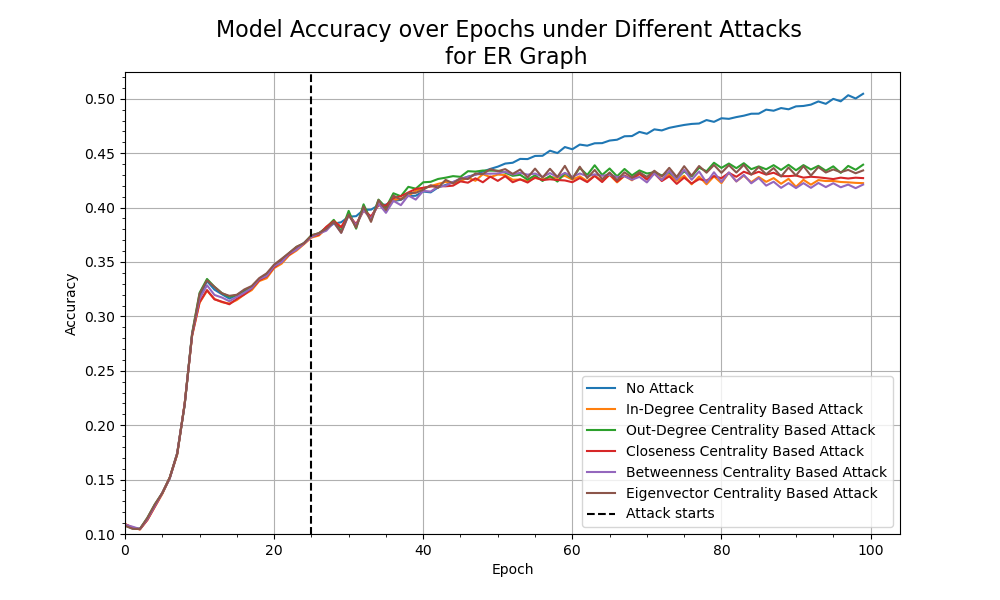 Model Accuracy over Epochs under Different Attacks
for ER Graph
Accuracy
0.50
0.45
0.40
0.35
0.30
0.25
0.20
0.15
0.10
No Attack
In-Degree Centrality Based Attack
Out-Degree Centrality Based Attack
Closeness Centrality Based Attack
Betweenness Centrality Based Attack
Eigenvector Centrality Based Attack
Attack starts
0 20 40 60 80 100
Epoch